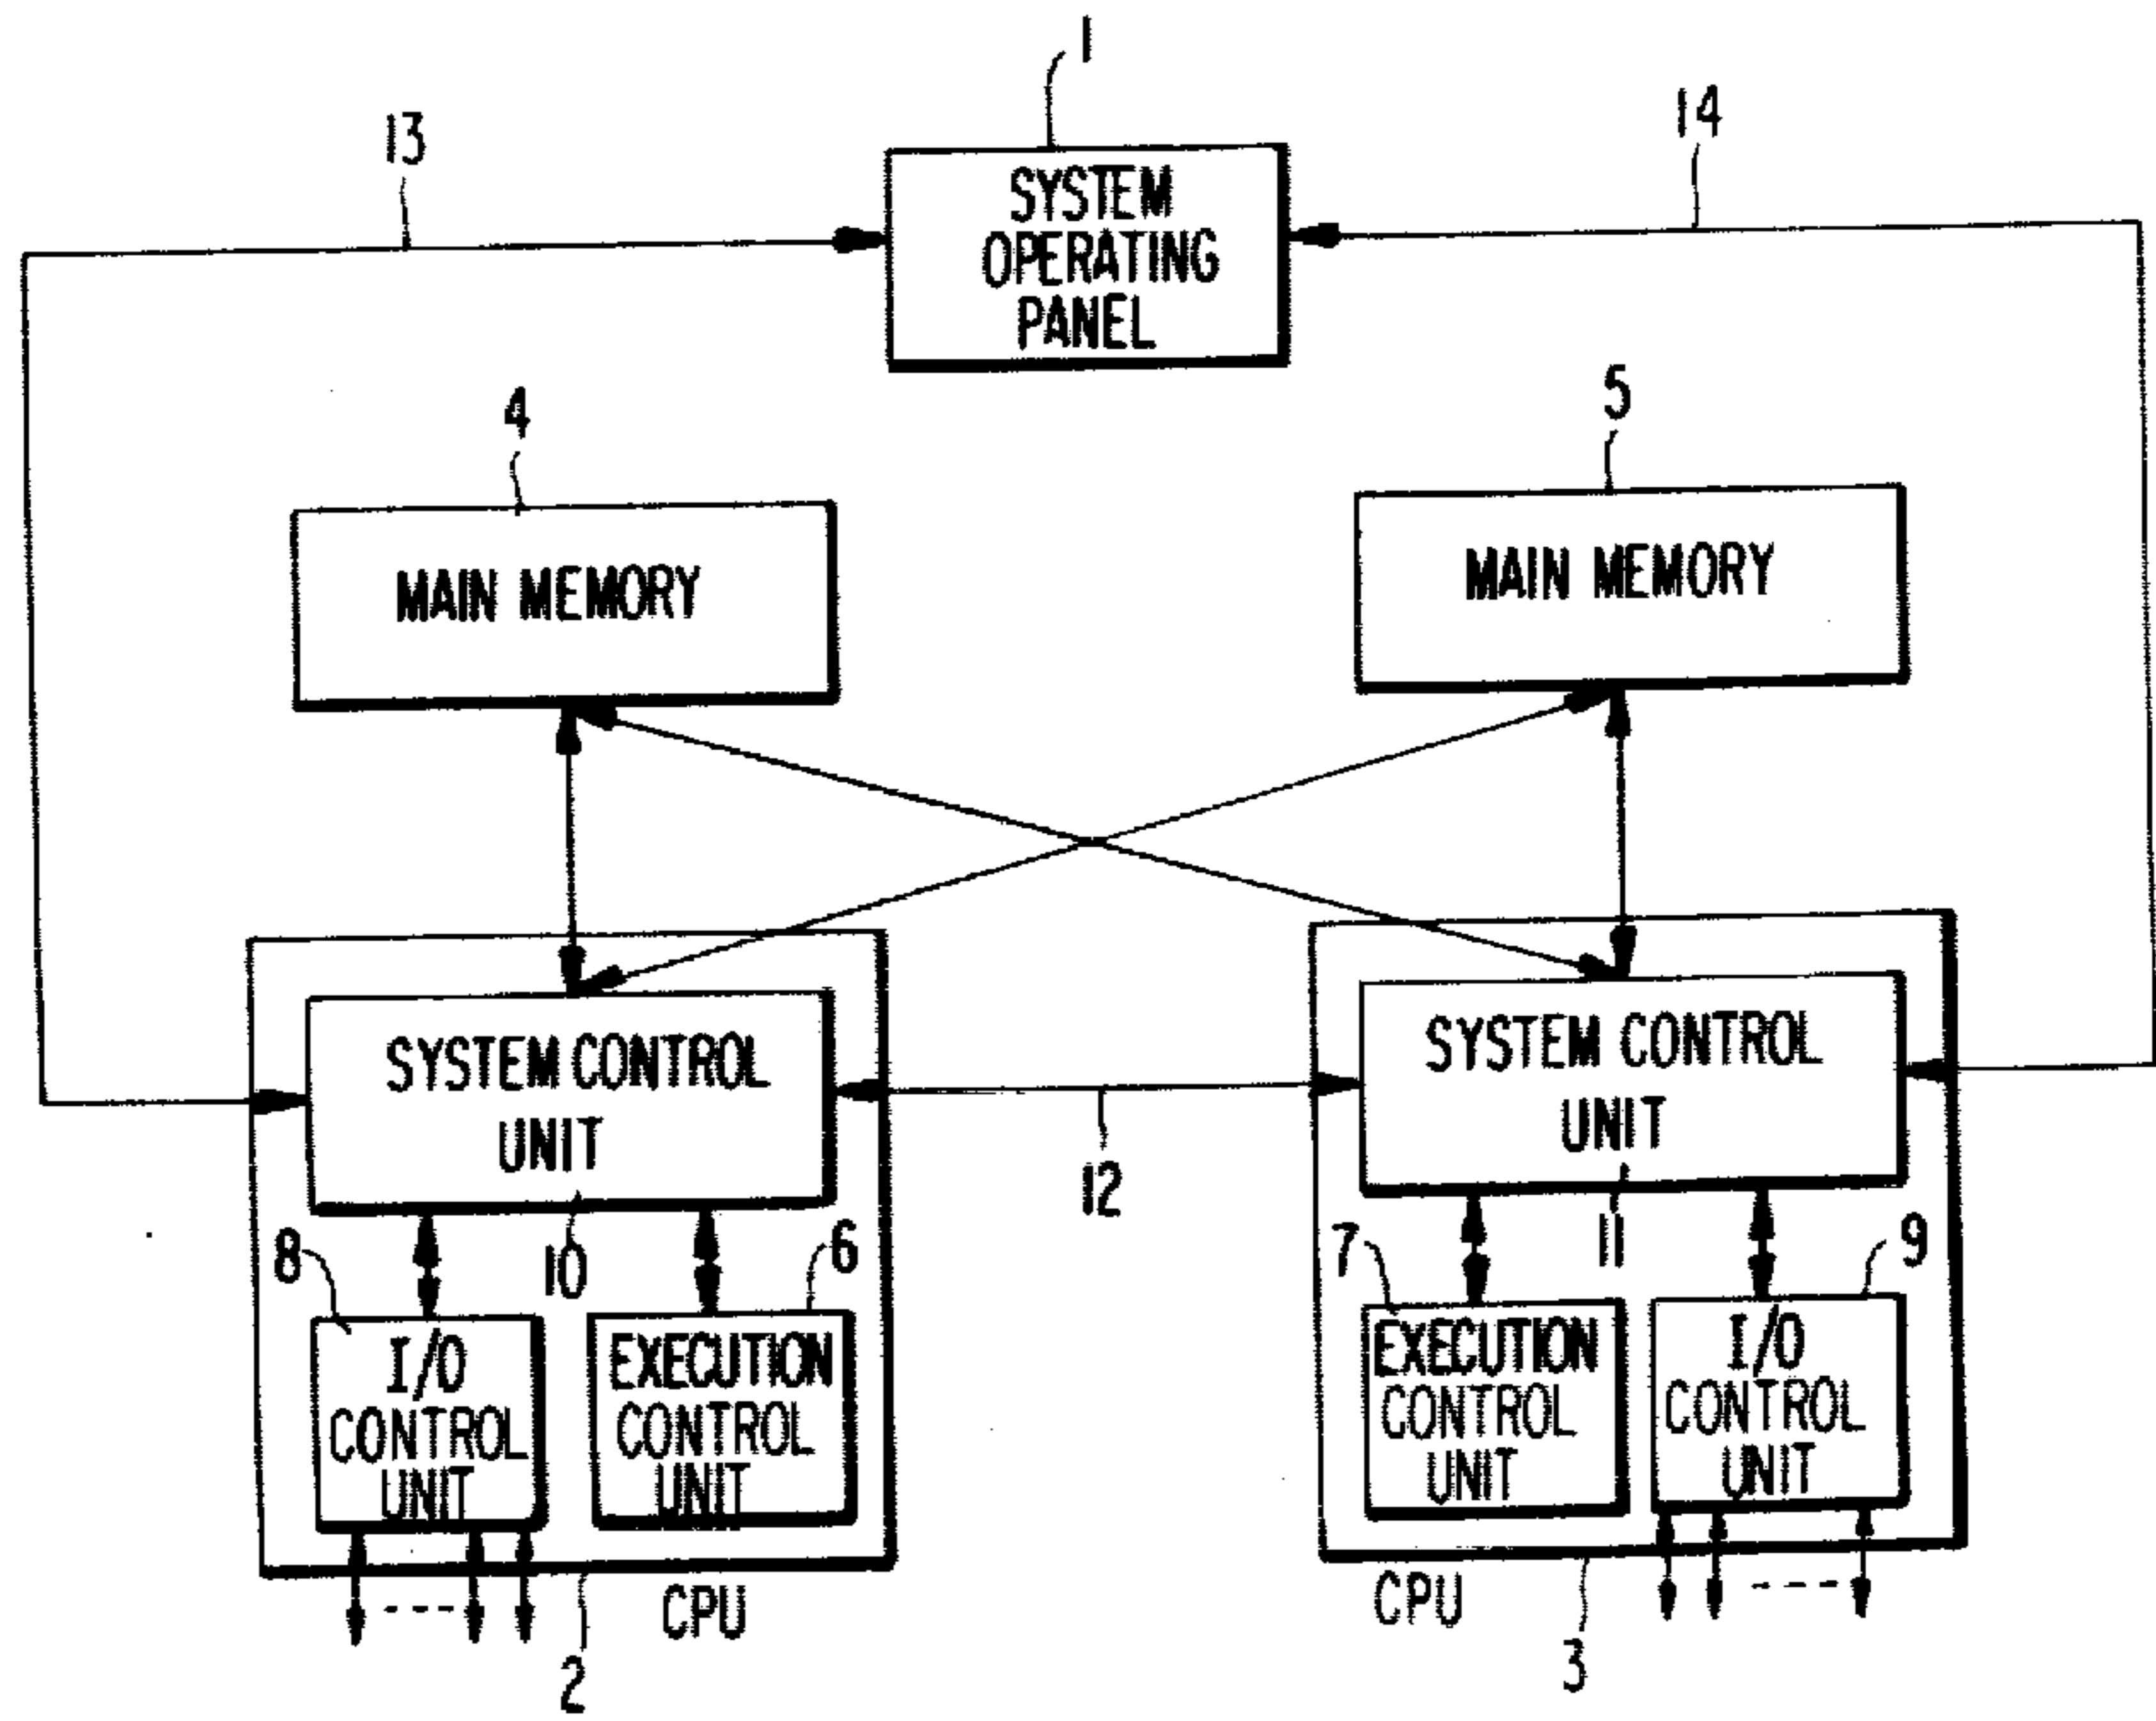 1
13
14
SYSTEM
OPERATING
PANEL
4
5
MAIN MEMORY
MAIN MEMORY
SYSTEM CONTROL
UNIT
SYSTEM CONTROL
UNIT
12
8
10
6
7
11
9
I/O
CONTROL
UNIT
EXECUTION
CONTROL
UNIT
EXECUTION
CONTROL
UNIT
I/O
CONTROL
UNIT
CPU
CPU
2
3